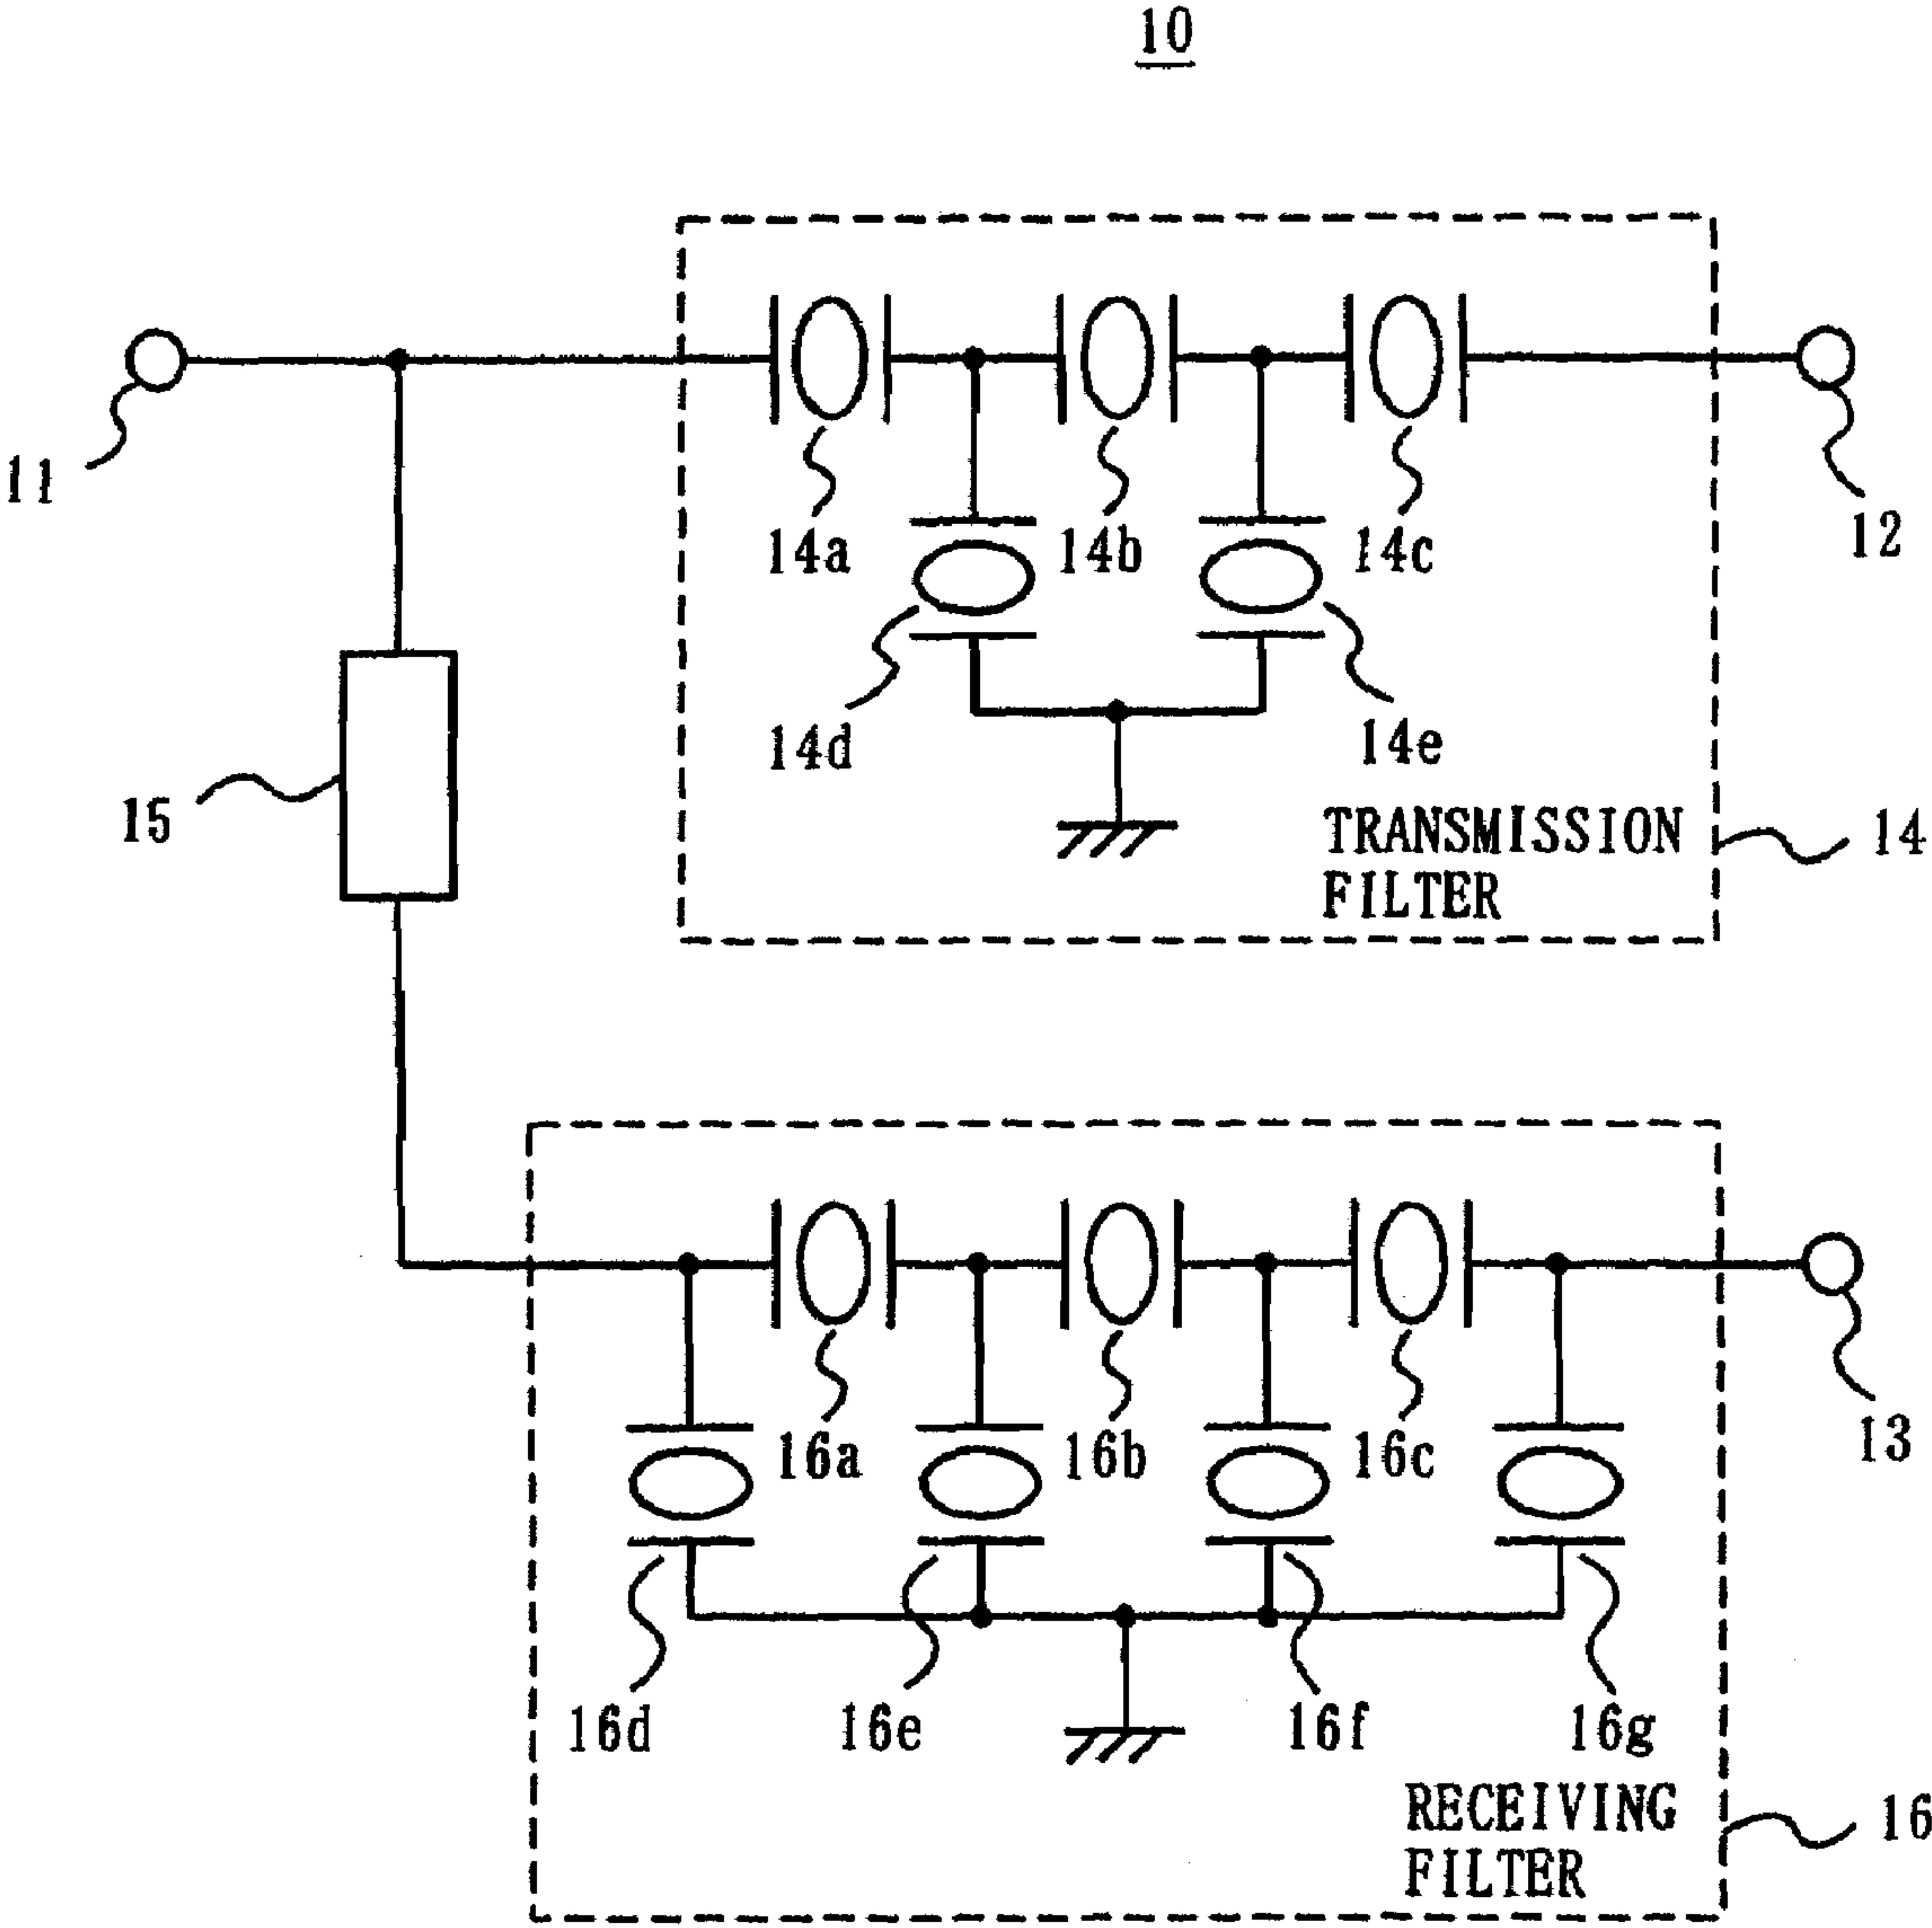 10
11
12
14a
14b
14c
14d
14e
15
TRANSMISSION
FILTER
14
13
16a
16b
16c
16d
16e
16f
16g
RECEIVING
FILTER
16